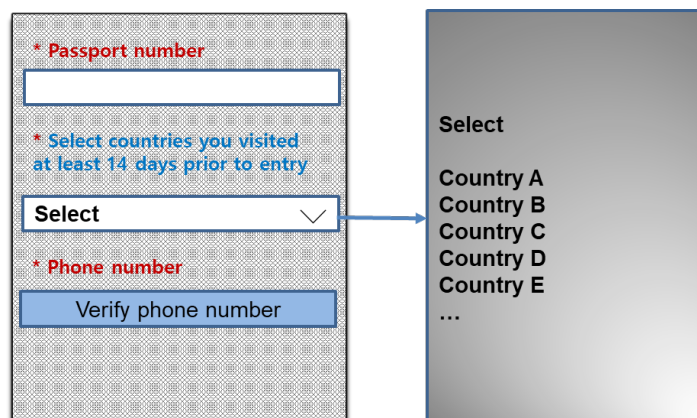 * Passport number
* Select countries you visited
at least 14 days prior to entry
Select
* Phone number
Verify phone number
Select
Country A
Country B
Country C
Country D
Country E
...